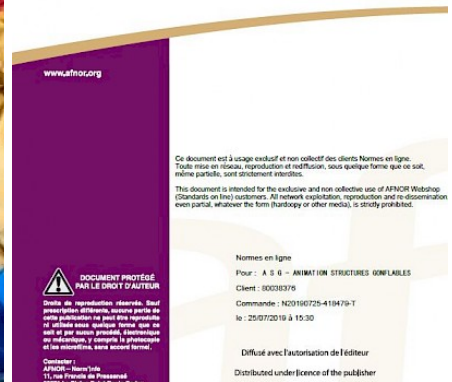 www.afnor.org
Ce document est à usage exclusif et non collectif des clients Normes en ligne.
Toute mise en réseau, reproduction et rediffusion, sous quelque forme que ce soit,
même partielle, sont strictement interdites.
This document is intended for the exclusive and non collective use of AFNOR Webshop
(Standards on line) customers. All network exploitation, reproduction and re-dissemination,
even partial, whatever the form (hardcopy or other media), is strictly prohibited.
DOCUMENT PROTÉGÉ
PAR LE DROIT D'AUTEUR
Droits de reproduction réservés. Sauf
prescription différente, aucune partie de
cette publication ne peut être reproduite
ni utilisée sous quelque forme que ce
soit et par aucun procédé, électronique
ou mécanique, y compris la photocopie
et les microfilms, sans accord formel.
Contacter :
AFNOR – Norm'Info
11, rue Francis de Pressensé
Normes en ligne
Pour : A S G - ANIMATION STRUCTURES GONFLABLES
Client : 80038376
Commande : N20190725-418479-T
le : 25/07/2019 à 15:30
Diffusé avec l'autorisation de l'éditeur
Distributed under licence of the publisher